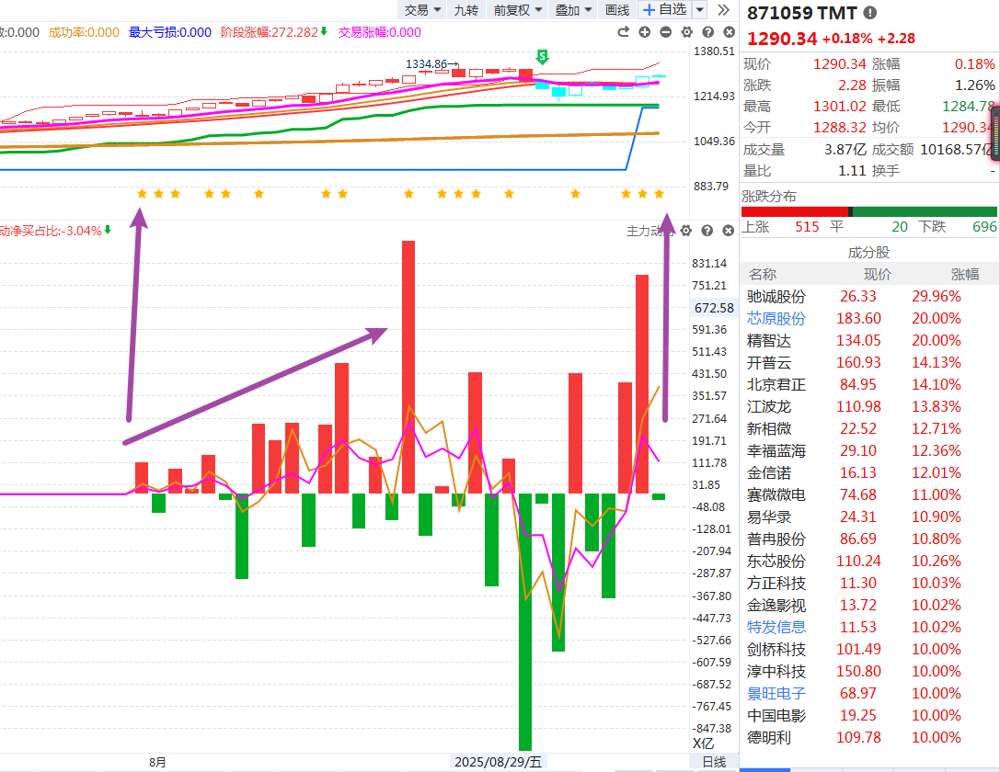 交易 九转 前复权 叠加 画线 自选
:0.000 成功率:0.000 最大亏损:0.000 阶段涨幅:272.282 交易涨幅:0.000
1380.51
1334.86
S
1214.93
1049.36
883.79
动净买占比:-3.04% 主力动
831.14
751.21
672.58
591.36
511.43
431.50
351.57
271.64
191.71
111.78
31.85
-48.08
-128.01
-207.94
-287.87
-367.80
-447.73
-527.66
-607.59
-687.52
-767.45
-847.38
X亿
8月 2025/08/29/五 日线
871059 TMT
1290.34 +0.18% +2.28
现价 1290.34 涨幅 0.18%
涨跌 2.28 振幅 1.26%
最高 1301.02 最低 1284.78
今开 1288.32 均价 1290.34
成交量 3.87亿 成交额 10168.57亿
量比 1.11 换手 -
涨跌分布
上涨 515 平 20 下跌 696
成分股
名称 现价 涨幅
驰诚股份 26.33 29.96%
芯原股份 183.60 20.00%
精智达 134.05 20.00%
开普云 160.93 14.13%
北京君正 84.95 14.10%
江波龙 110.98 13.83%
新相微 22.52 12.71%
幸福蓝海 29.10 12.36%
金信诺 16.13 12.01%
赛微微电 74.68 11.00%
易华录 24.31 10.90%
普冉股份 86.69 10.80%
东芯股份 110.24 10.26%
方正科技 11.30 10.03%
金逸影视 13.72 10.02%
特发信息 11.53 10.02%
剑桥科技 101.49 10.00%
淳中科技 150.80 10.00%
景旺电子 68.97 10.00%
中国电影 19.25 10.00%
德明利 109.78 10.00%